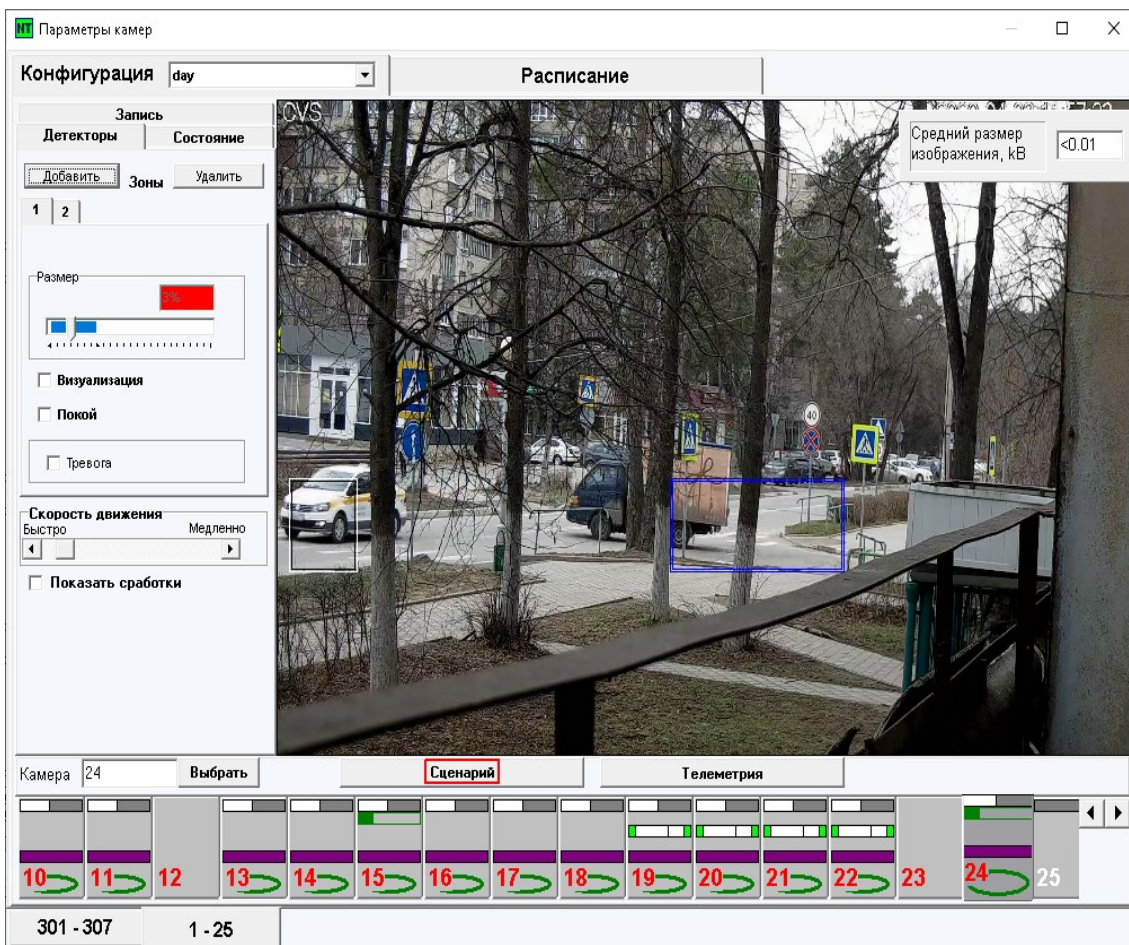 NT Параметры камер
Конфигурация day
Расписание
Запись
Детекторы Состояние
CVS
Средний размер
изображения, kB
<0.01
Добавить Зоны Удалить
1 2
Размер
3%
Визуализация
Покой
Тревога
40
Скорость движения
Быстро Медленно
Показать сработки
Камера 24 Выбрать Сценарий Телеметрия
10 11 12 13 14 15 16 17 18 19 20 21 22 23 24 25
301 - 307 1 - 25